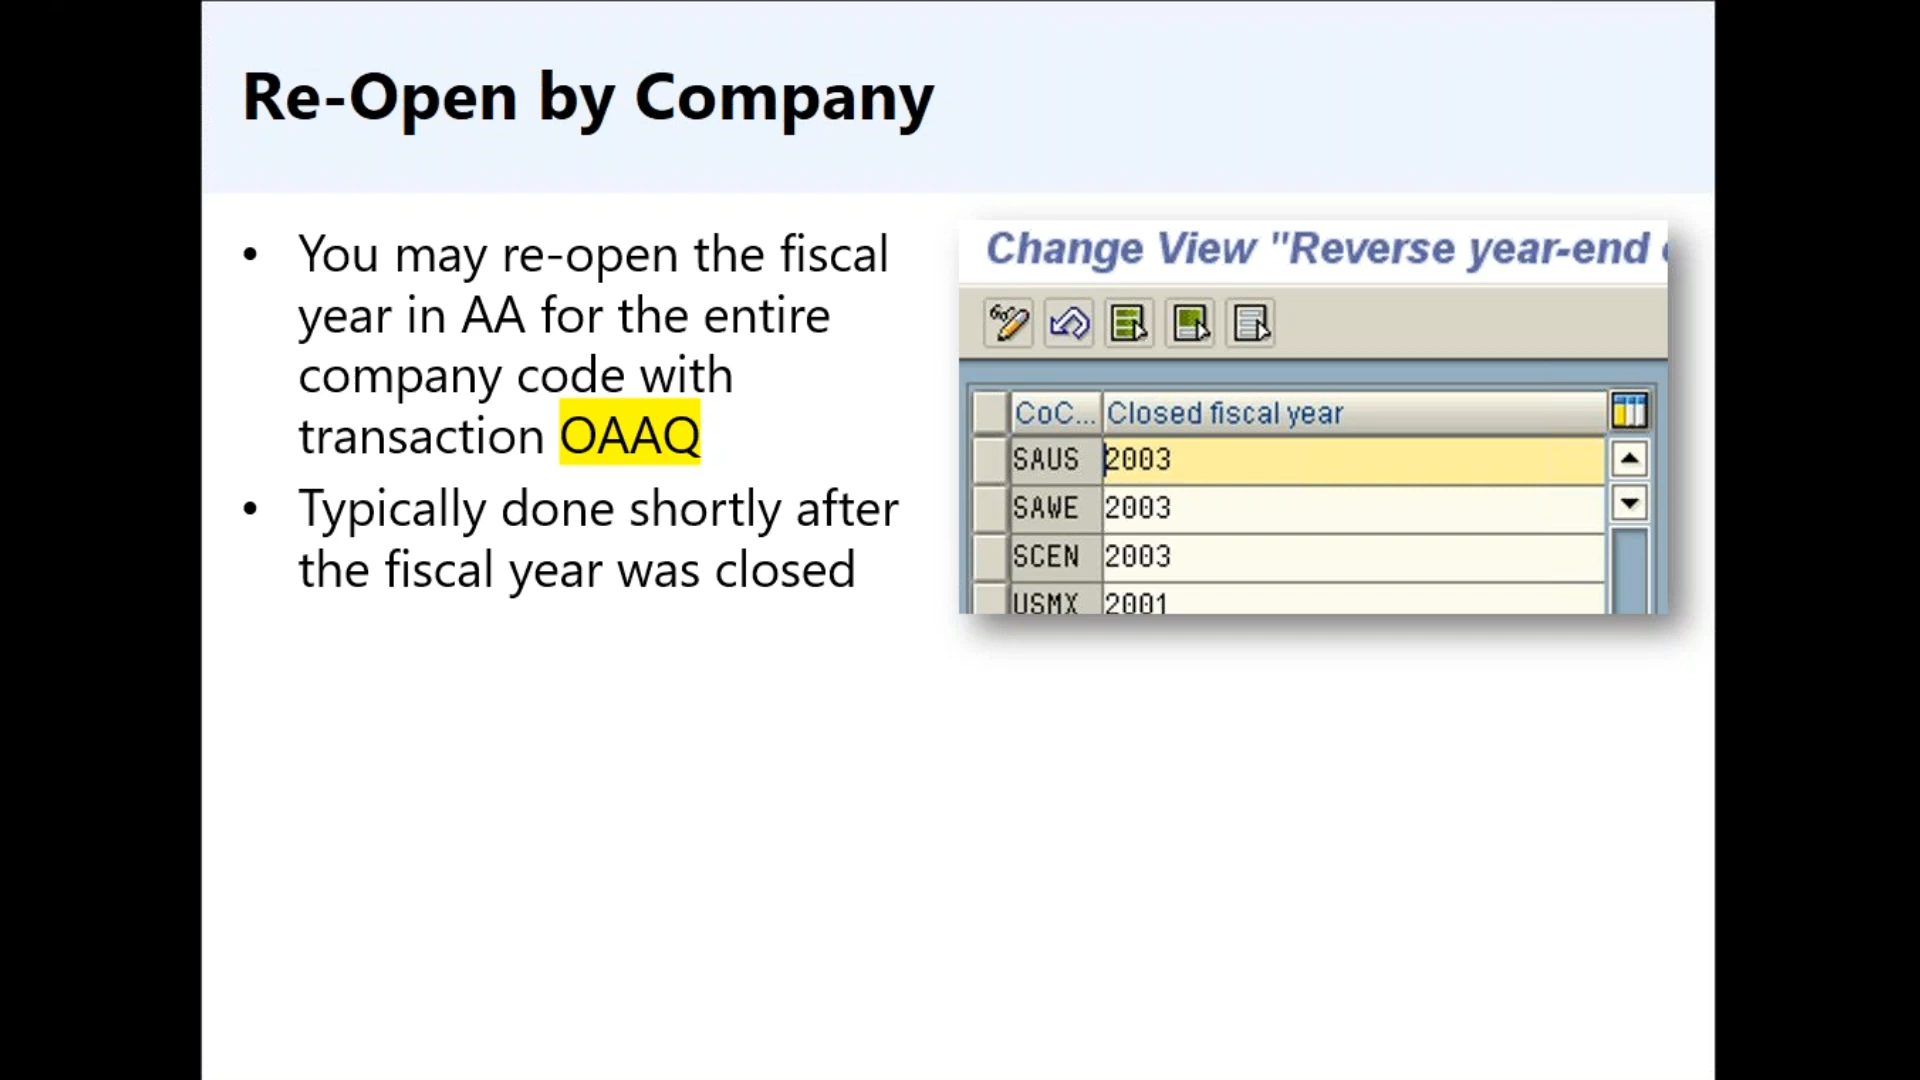 Re-Open by Company
• You may re-open the fiscal
year in AA for the entire
company code with
transaction OAAQ
• Typically done shortly after
the fiscal year was closed
Change View "Reverse year-end
CoC... Closed fiscal year
SAUS 2003
SAWE 2003
SCEN 2003
USMX 2001